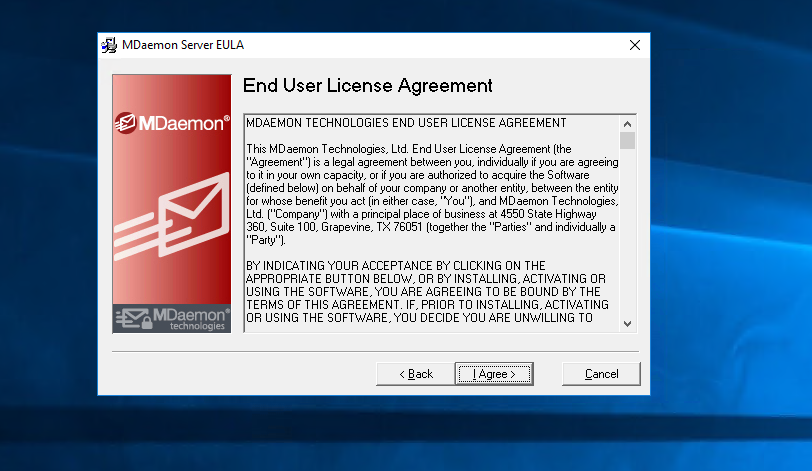 MDaemon Server EULA
End User License Agreement
MDaemon®
MDaemon®
technologies
MDAEMON TECHNOLOGIES END USER LICENSE AGREEMENT
This MDaemon Technologies, Ltd. End User License Agreement (the
"Agreement") is a legal agreement between you, individually if you are agreeing
to it in your own capacity, or if you are authorized to acquire the Software
(defined below) on behalf of your company or another entity, between the entity
for whose benefit you act (in either case, "You"), and MDaemon Technologies,
Ltd. ("Company") with a principal place of business at 4550 State Highway
360, Suite 100, Grapevine, TX 76051 (together the "Parties" and individually a
"Party").
BY INDICATING YOUR ACCEPTANCE BY CLICKING ON THE
APPROPRIATE BUTTON BELOW, OR BY INSTALLING, ACTIVATING OR
USING THE SOFTWARE, YOU ARE AGREEING TO BE BOUND BY THE
TERMS OF THIS AGREEMENT. IF, PRIOR TO INSTALLING, ACTIVATING
OR USING THE SOFTWARE, YOU DECIDE YOU ARE UNWILLING TO
< Back
I Agree >
Cancel